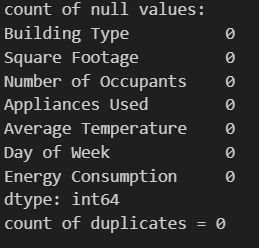 count of null values:
Building Type          0
Square Footage         0
Number of Occupants    0
Appliances Used        0
Average Temperature    0
Day of Week            0
Energy Consumption     0
dtype: int64
count of duplicates = 0